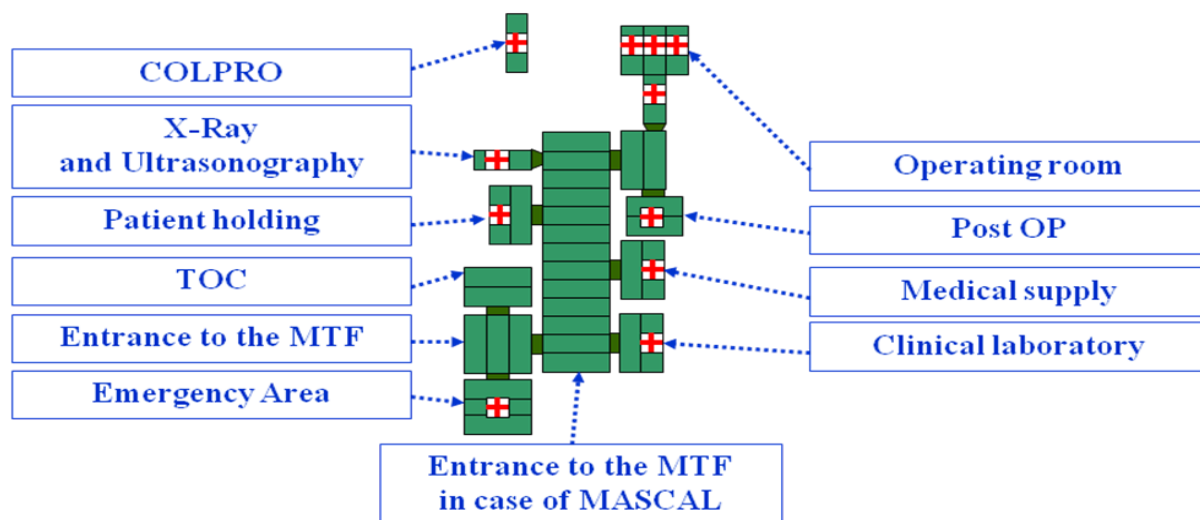 COLPRO
X-Ray
and Ultrasonography
Patient holding
TOC
Entrance to the MTF
Emergency Area
Operating room
Post OP
Medical supply
Clinical laboratory
Entrance to the MTF
in case of MASCAL